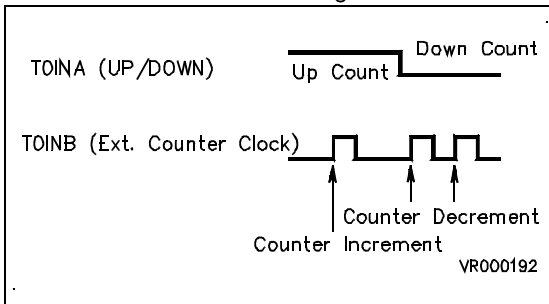 TOINA (UP/DOWN)
Down Count
Up Count
TOINB (Ext. Counter Clock)
Counter Decrement
Counter Increment
VR000192